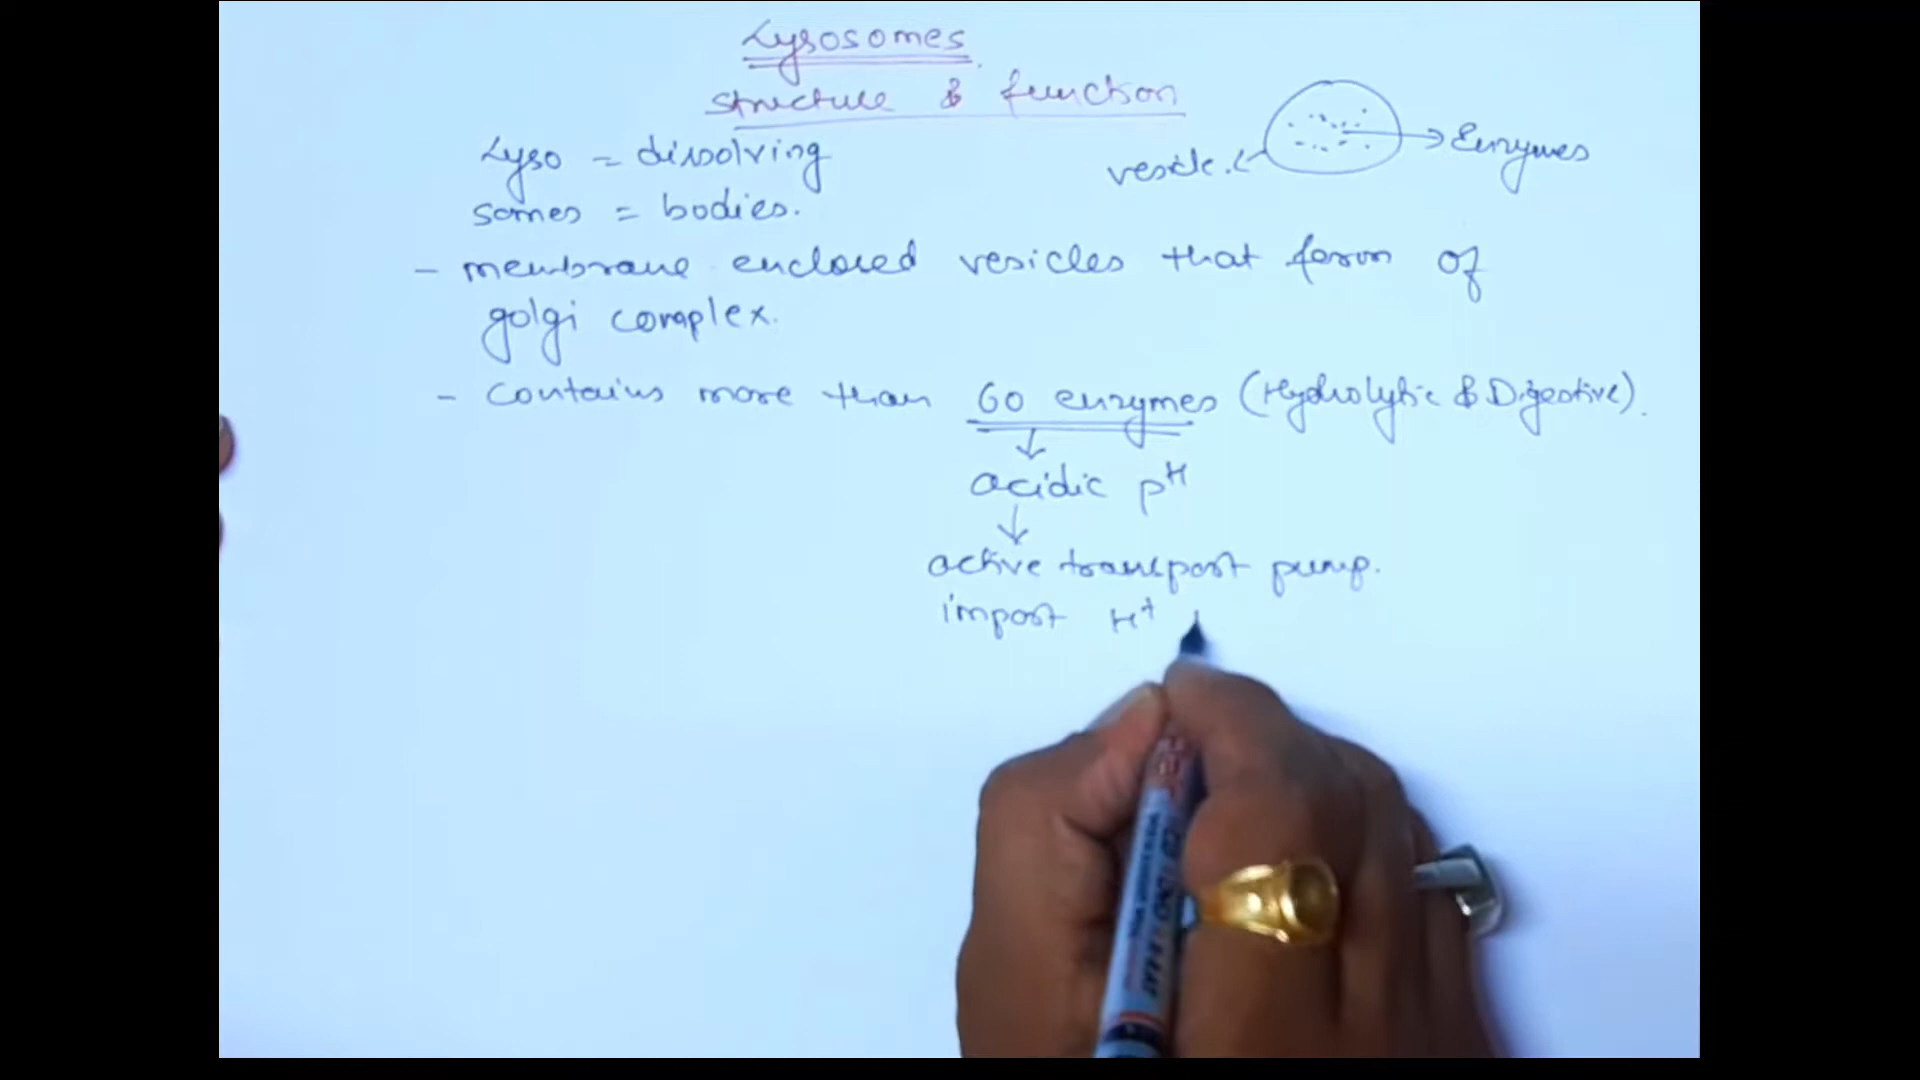 Lysosomes
structure & function
Lyso = dissolving
somes = bodies.
vesicle.
Enzymes
- membrane enclosed vesicles that form of
golgi complex.
- contains more than 60 enzymes (Hydrolytic & Digestive).
acidic pH
active transport pump.
import H+